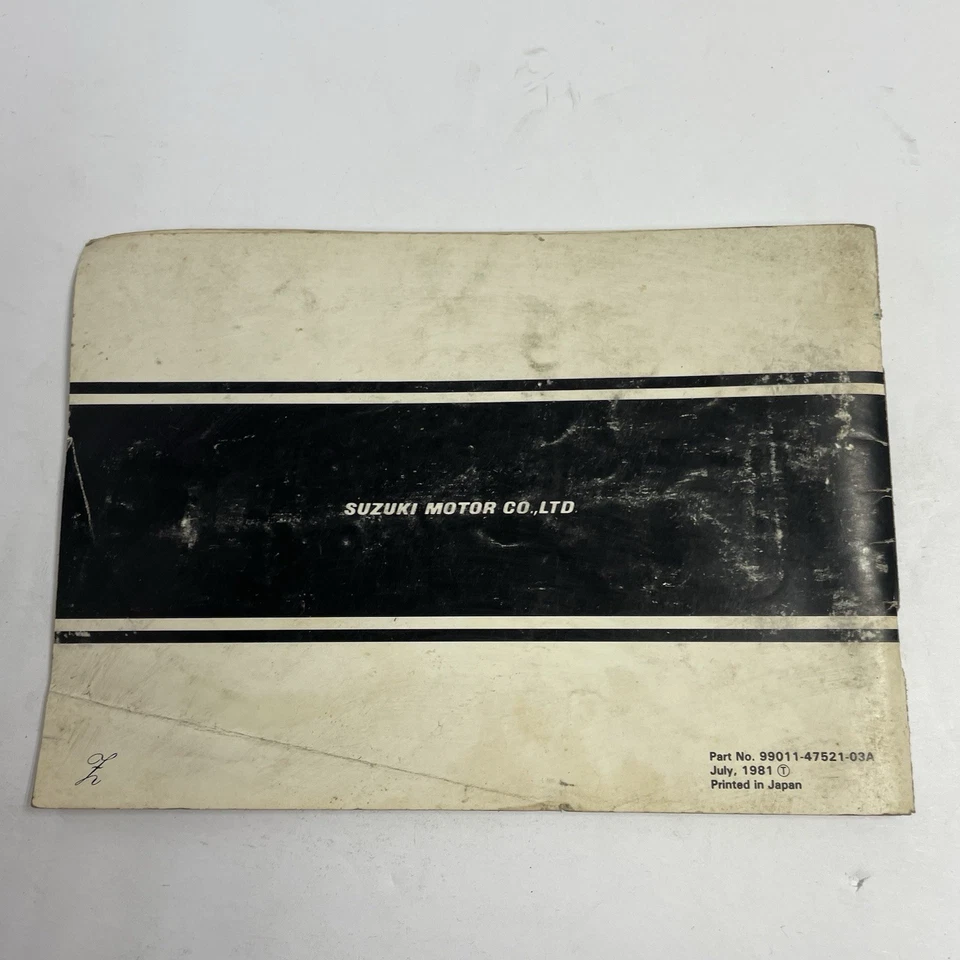 SUZUKI MOTOR CO.,LTD.
Z
Part No. 99011-47521-03A
July, 1981 Ⓣ
Printed in Japan